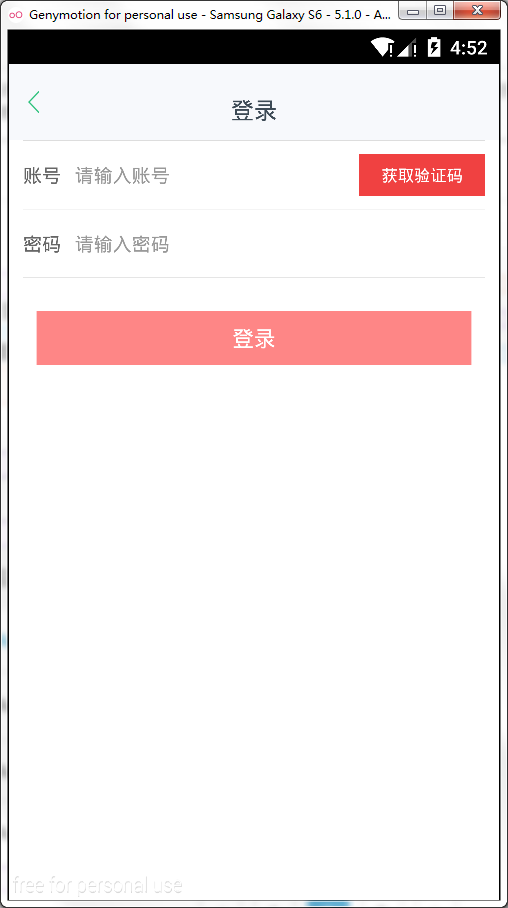 Genymotion for personal use - Samsung Galaxy S6 - 5.1.0 - A...
4:52
登录
账号 请输入账号 获取验证码
密码 请输入密码
登录
free for personal use